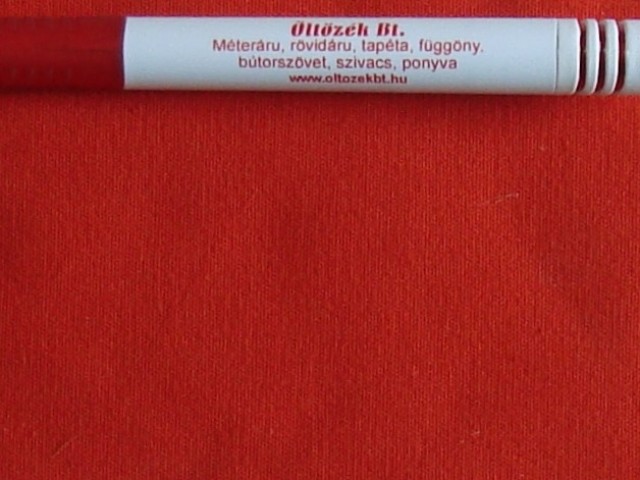 Öltözék Bt.
Méteráru, rövidáru, tapéta, függöny,
bútorszövet, szivacs, ponyva
www.oltozekbt.hu